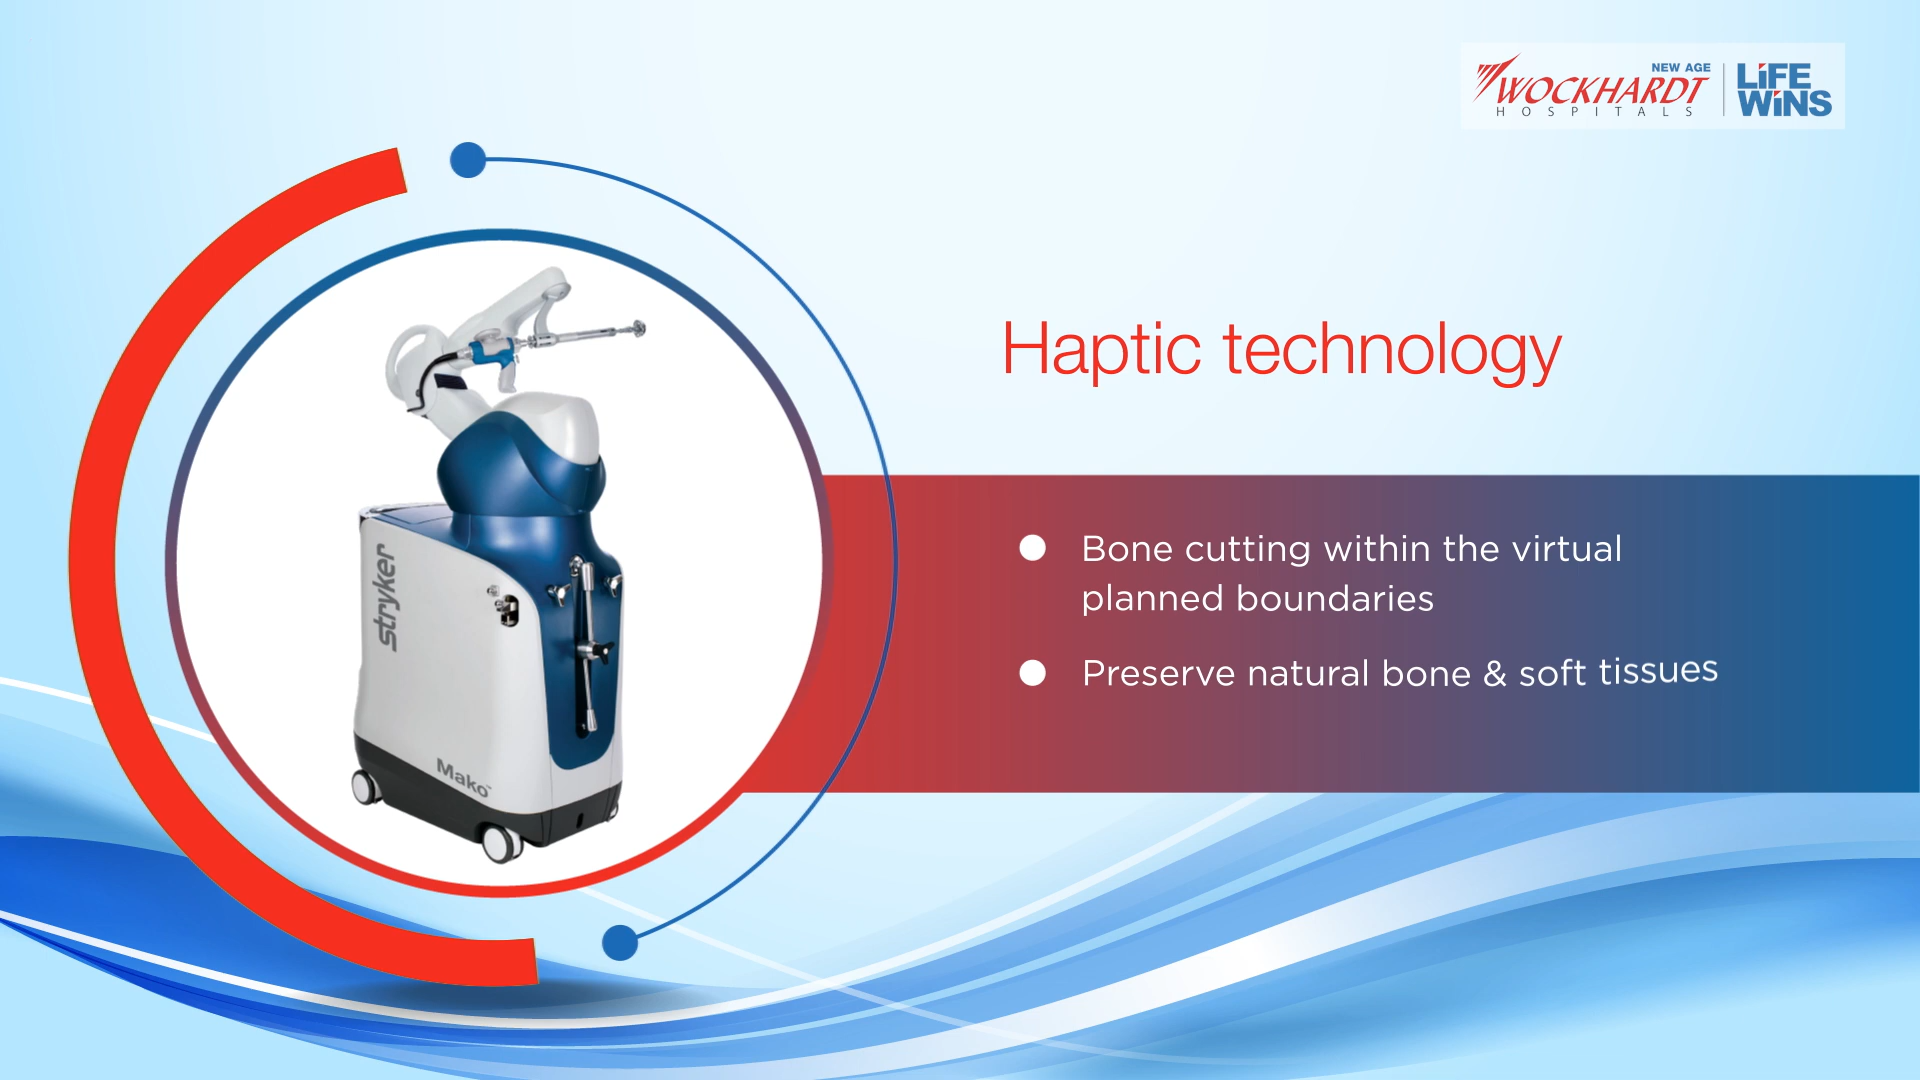 NEW AGE
WOCKHARDT
HOSPITALS
LiFE
WiNS
Haptic technology
Bone cutting within the virtual
planned boundaries
Preserve natural bone & soft tissues
stryker
Mako™